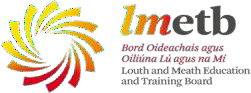 lmetb
Bord Oideachais agus
Oiliúna Lú agus na Mí
Louth and Meath Education
and Training Board